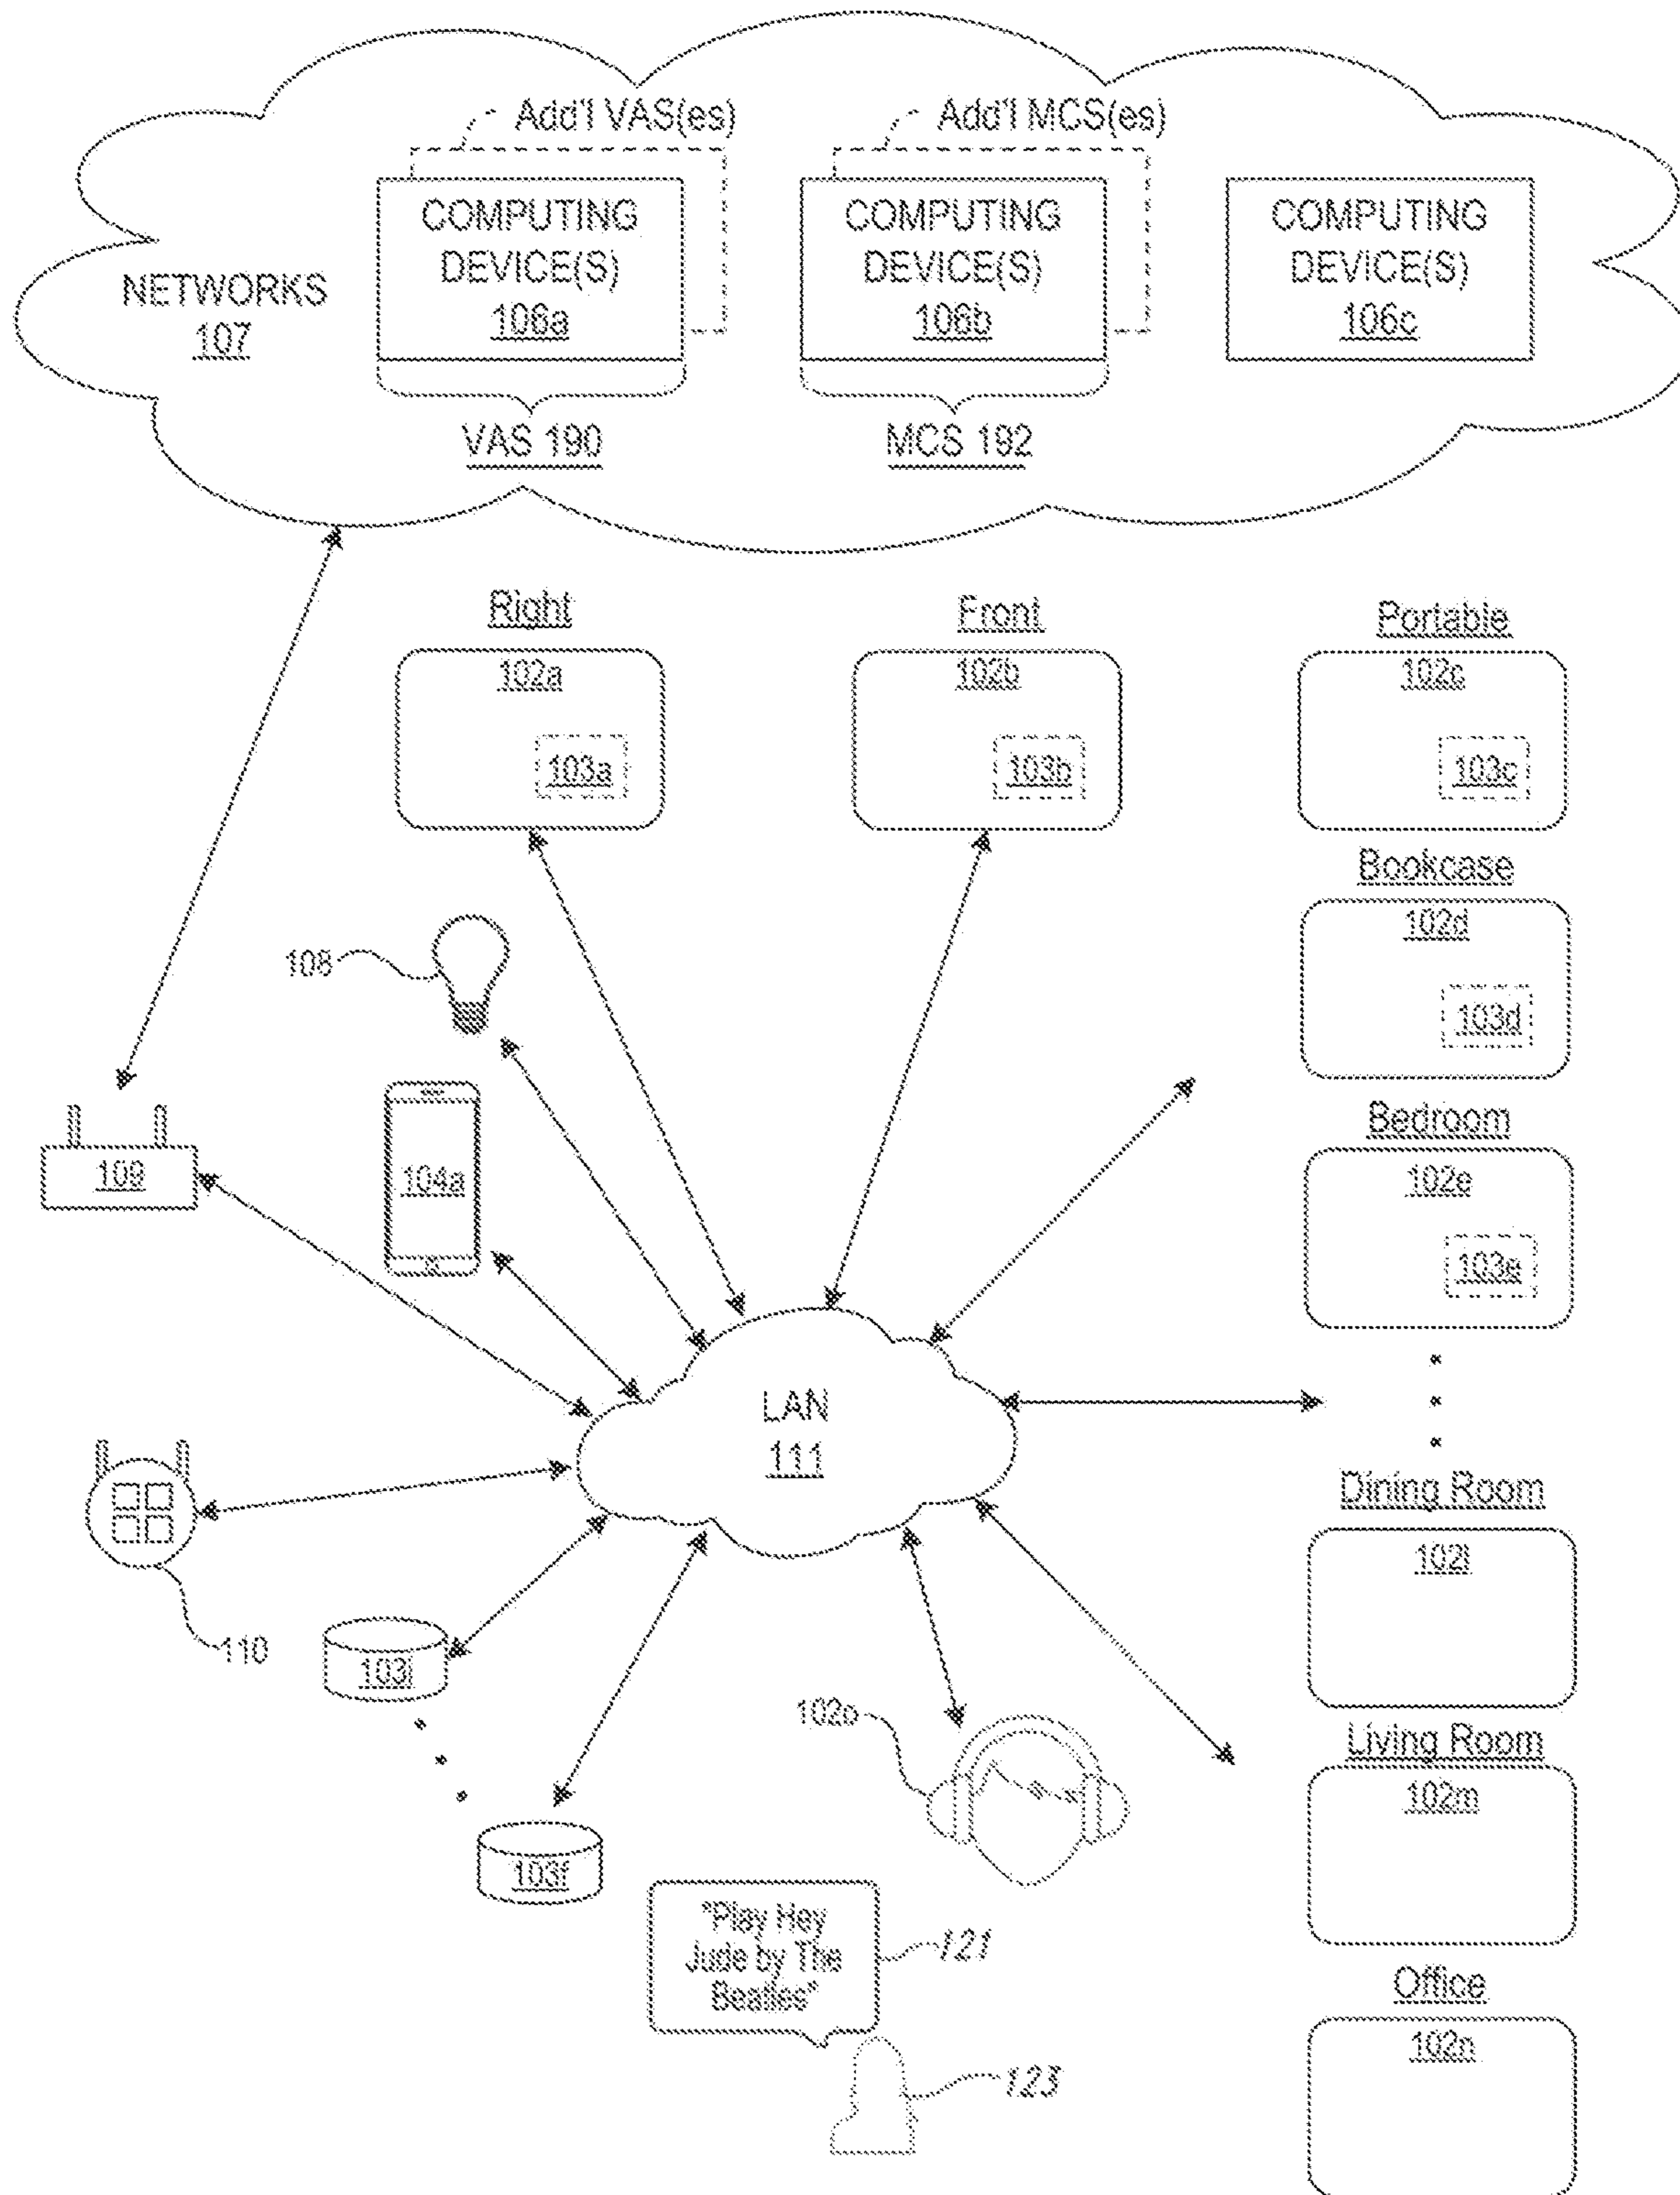 Add'l VAS(es)
Add'l MCS(es)
COMPUTING
DEVICE(S)
106a
COMPUTING
DEVICE(S)
106b
COMPUTING
DEVICE(S)
106c
NETWORKS
107
VAS 190
MCS 192
Right
102a
103a
Front
102b
103b
Portable
102c
103c
Bookcase
102d
103d
Bedroom
102e
103e
108
104a
109
LAN
111
110
103i
103f
102o
Dining Room
102l
Living Room
102m
Office
102n
"Play Hey
Jude by The
Beatles"
121
123